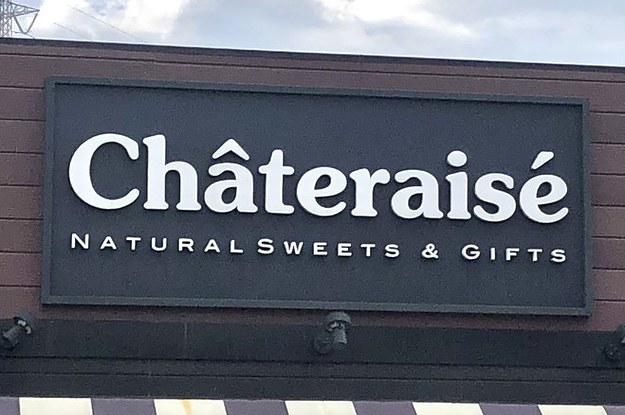 Châteraisé
NATURAL SWEETS & GIFTS